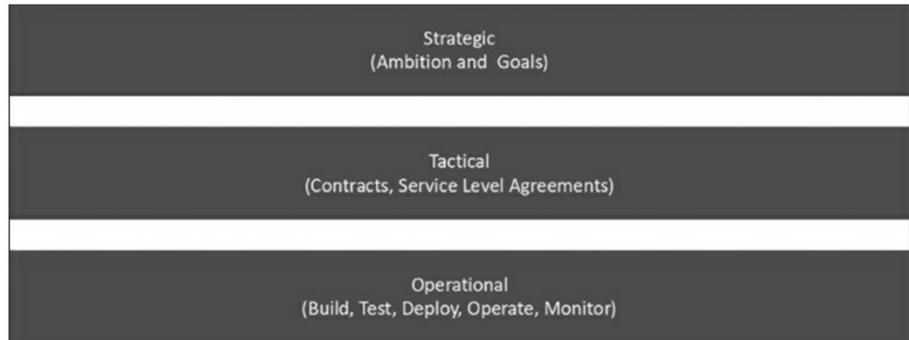 Strategic
(Ambition and Goals)
Tactical
(Contracts, Service Level Agreements)
Operational
(Build, Test, Deploy, Operate, Monitor)